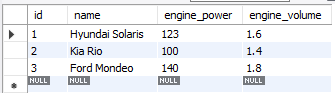 id name engine_power engine_volume
1 Hyundai Solaris 123 1.6
2 Kia Rio 100 1.4
3 Ford Mondeo 140 1.8
NULL NULL NULL NULL